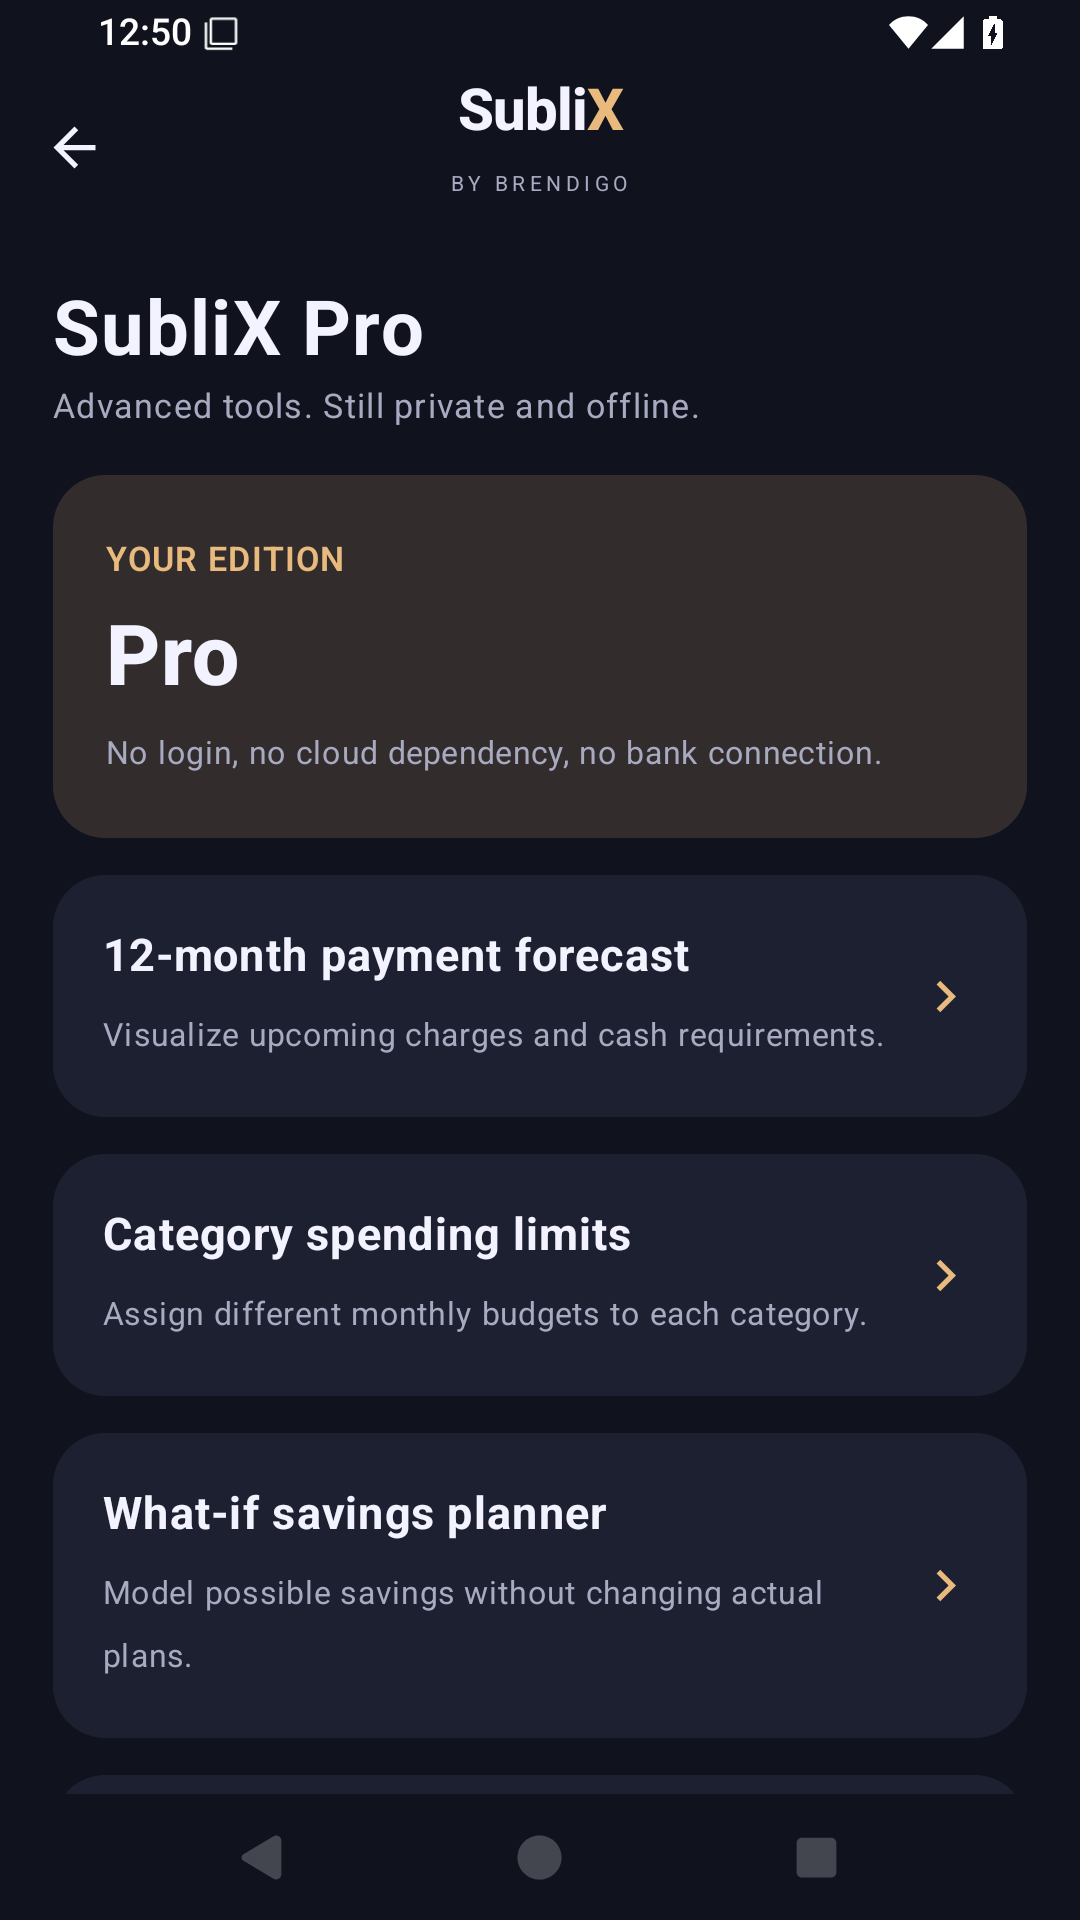 12:50
SubliX
BY BRENDIGO
SubliX Pro
Advanced tools. Still private and offline.
YOUR EDITION
Pro
No login, no cloud dependency, no bank connection.
12-month payment forecast
Visualize upcoming charges and cash requirements.
Category spending limits
Assign different monthly budgets to each category.
What-if savings planner
Model possible savings without changing actual
plans.